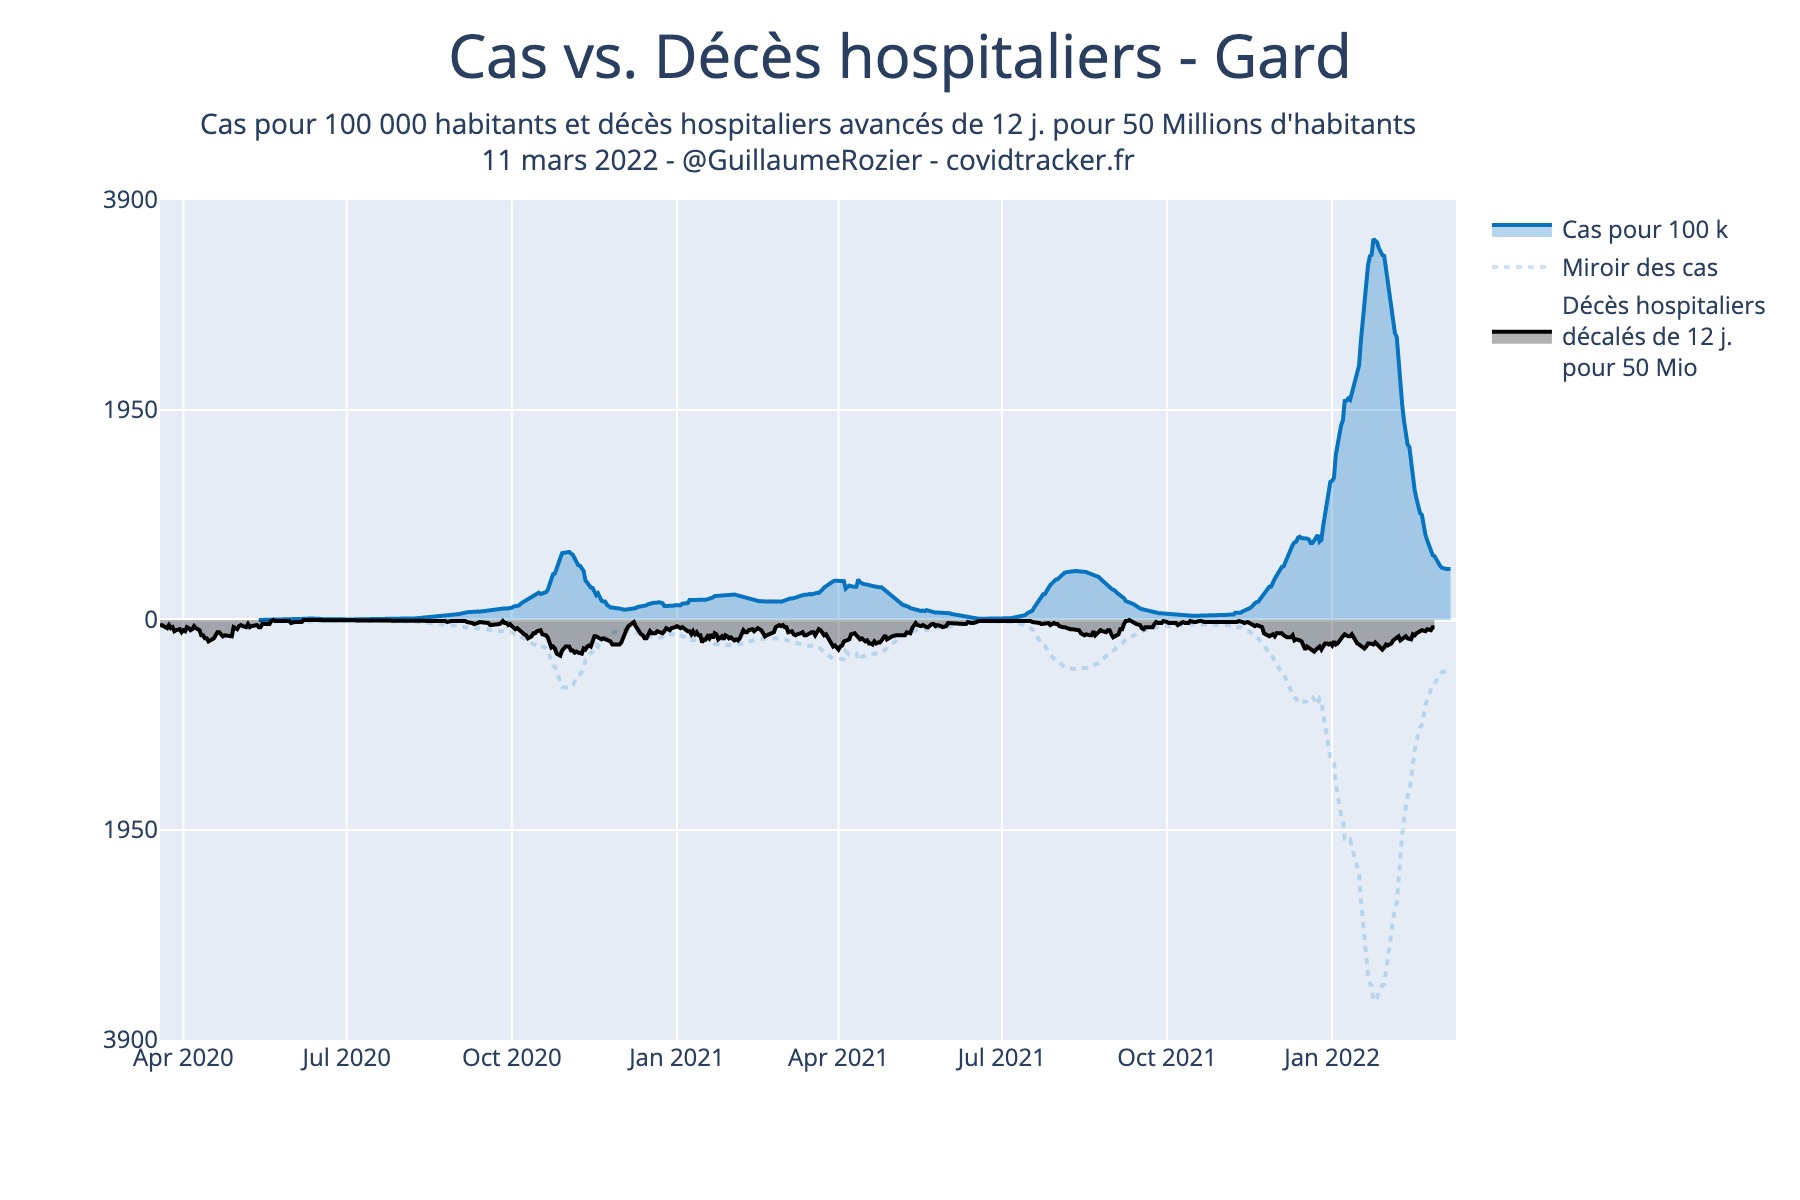 Cas vs. Décès hospitaliers - Gard
Cas pour 100 000 habitants et décès hospitaliers avancés de 12 j. pour 50 Millions d'habitants
11 mars 2022 - @GuillaumeRozier - covidtracker.fr
3900
1950
0
1950
3900
Apr 2020
Jul 2020
Oct 2020
Jan 2021
Apr 2021
Jul 2021
Oct 2021
Jan 2022
Cas pour 100 k
Miroir des cas
Décès hospitaliers
décalés de 12 j.
pour 50 Mio